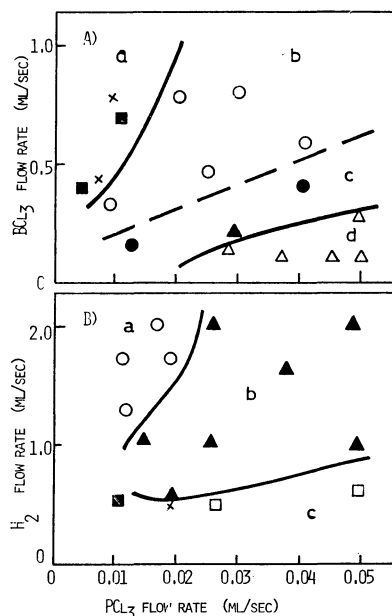 A)
1.0
a
b
0.5
c
d
0
BCl3 FLOW RATE (ML/SEC)
B)
a
2.0
b
1.0
c
0
H2 FLOW RATE (ML/SEC)
0 0.01 0.02 0.03 0.04 0.05
PCl3 FLOW RATE (ML/SEC)